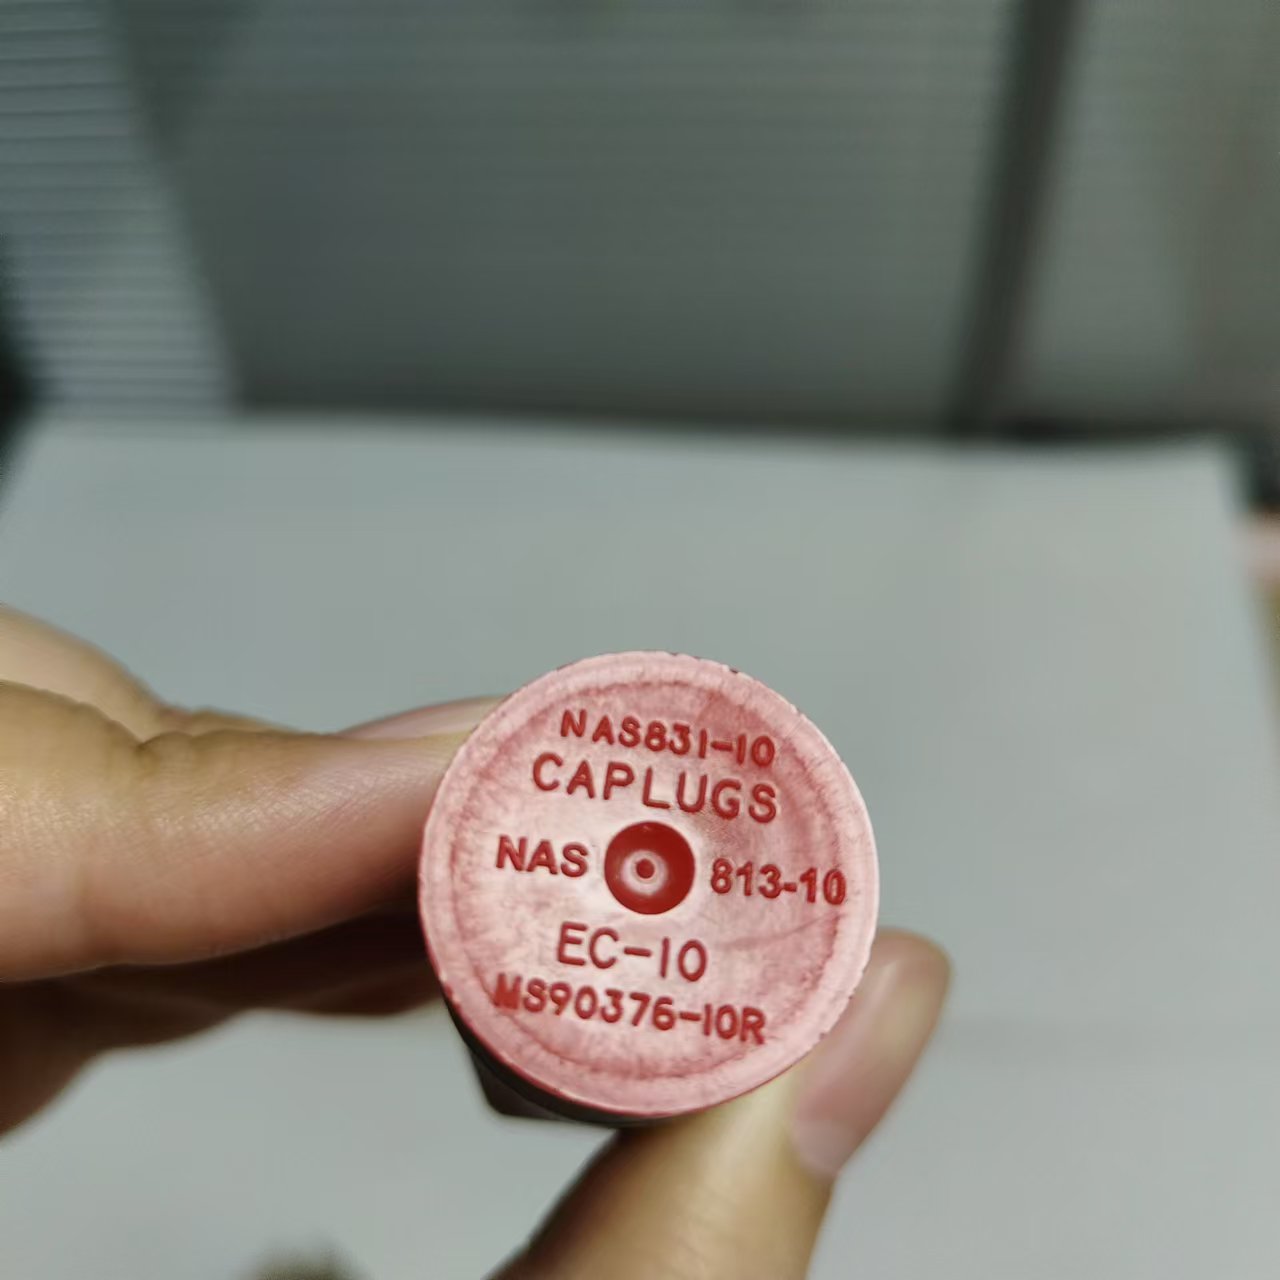 NAS831-10
CAPLUGS
NAS 813-10
EC-10
MS90376-10R